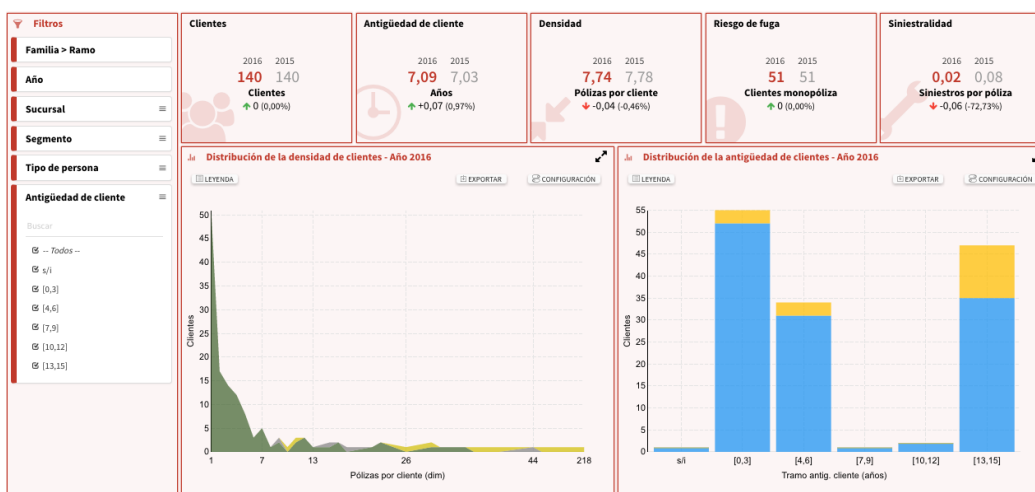 Filtros
Familia > Ramo
Año
Sucursal
Segmento
Tipo de persona
Antigüedad de cliente
Buscar
-- Todos --
s/i
[0,3]
[4,6]
[7,9]
[10,12]
[13,15]
Clientes
2016 2015
140 140
Clientes
0 (0,00%)
Antigüedad de cliente
2016 2015
7,09 7,03
Años
+0,07 (0,97%)
Densidad
2016 2015
7,74 7,78
Pólizas por cliente
-0,04 (-0,46%)
Riesgo de fuga
2016 2015
51 51
Clientes monopóliza
0 (0,00%)
Siniestralidad
2016 2015
0,02 0,08
Siniestros por póliza
-0,06 (-72,73%)
Distribución de la densidad de clientes - Año 2016
LEYENDA
EXPORTAR
CONFIGURACIÓN
50
45
40
35
30
25
20
15
10
5
0
Clientes
1 7 13 26 44 218
Pólizas por cliente (dim)
Distribución de la antigüedad de clientes - Año 2016
LEYENDA
EXPORTAR
CONFIGURACIÓN
55
50
45
40
35
30
25
20
15
10
5
0
Clientes
s/i [0,3] [4,6] [7,9] [10,12] [13,15]
Tramo antig. cliente (años)